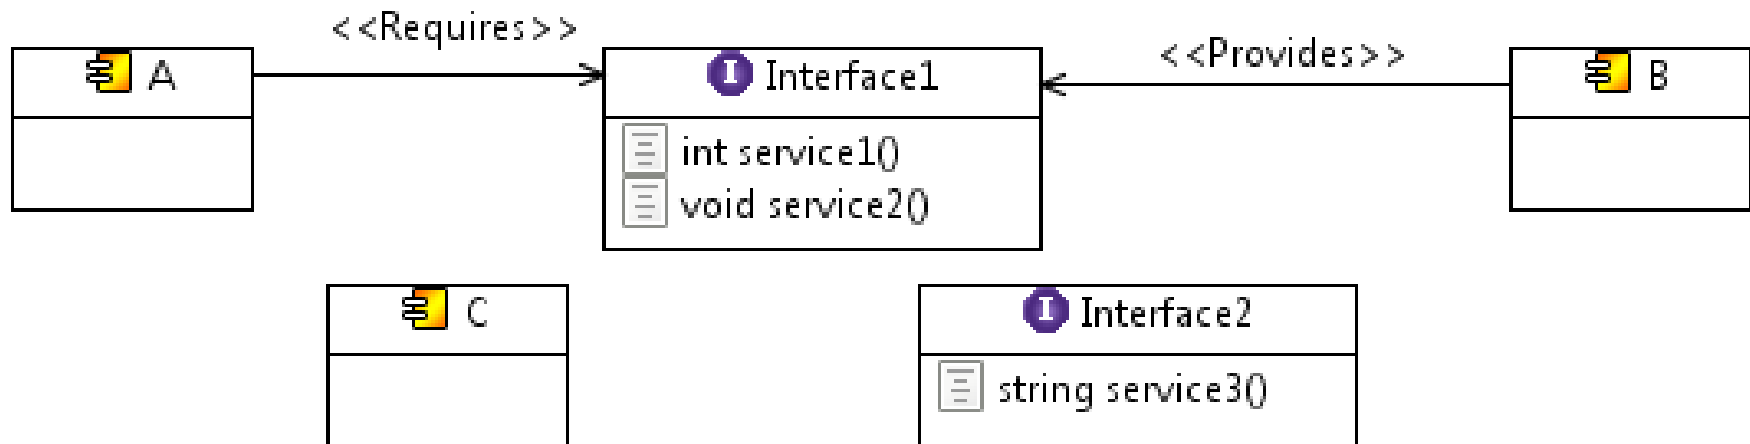 <<Requires>>
A
I Interface1
<<Provides>>
B
int service1()
void service2()
C
I Interface2
string service3()